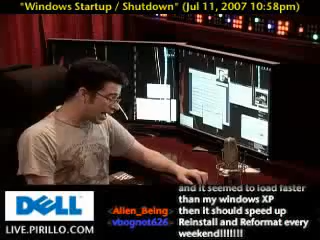 "Windows Startup / Shutdown" (Jul 11, 2007 10:58pm)
and it seemed to load faster
than my windows XP
<Alien_Being> then it should speed up
<vbognot626> Reinstall and Reformat every
weekend!!!!!!!
DELL
LIVE.PIRILLO.COM